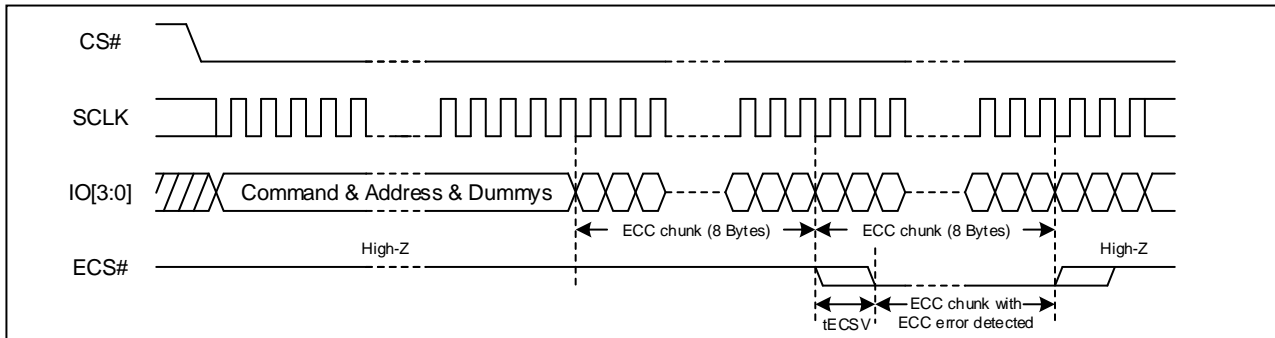 CS#
SCLK
IO[3:0]
Command & Address & Dummys
ECC chunk (8 Bytes)
ECC chunk (8 Bytes)
High-Z
High-Z
ECS#
tECSV
ECC chunk with
ECC error detected